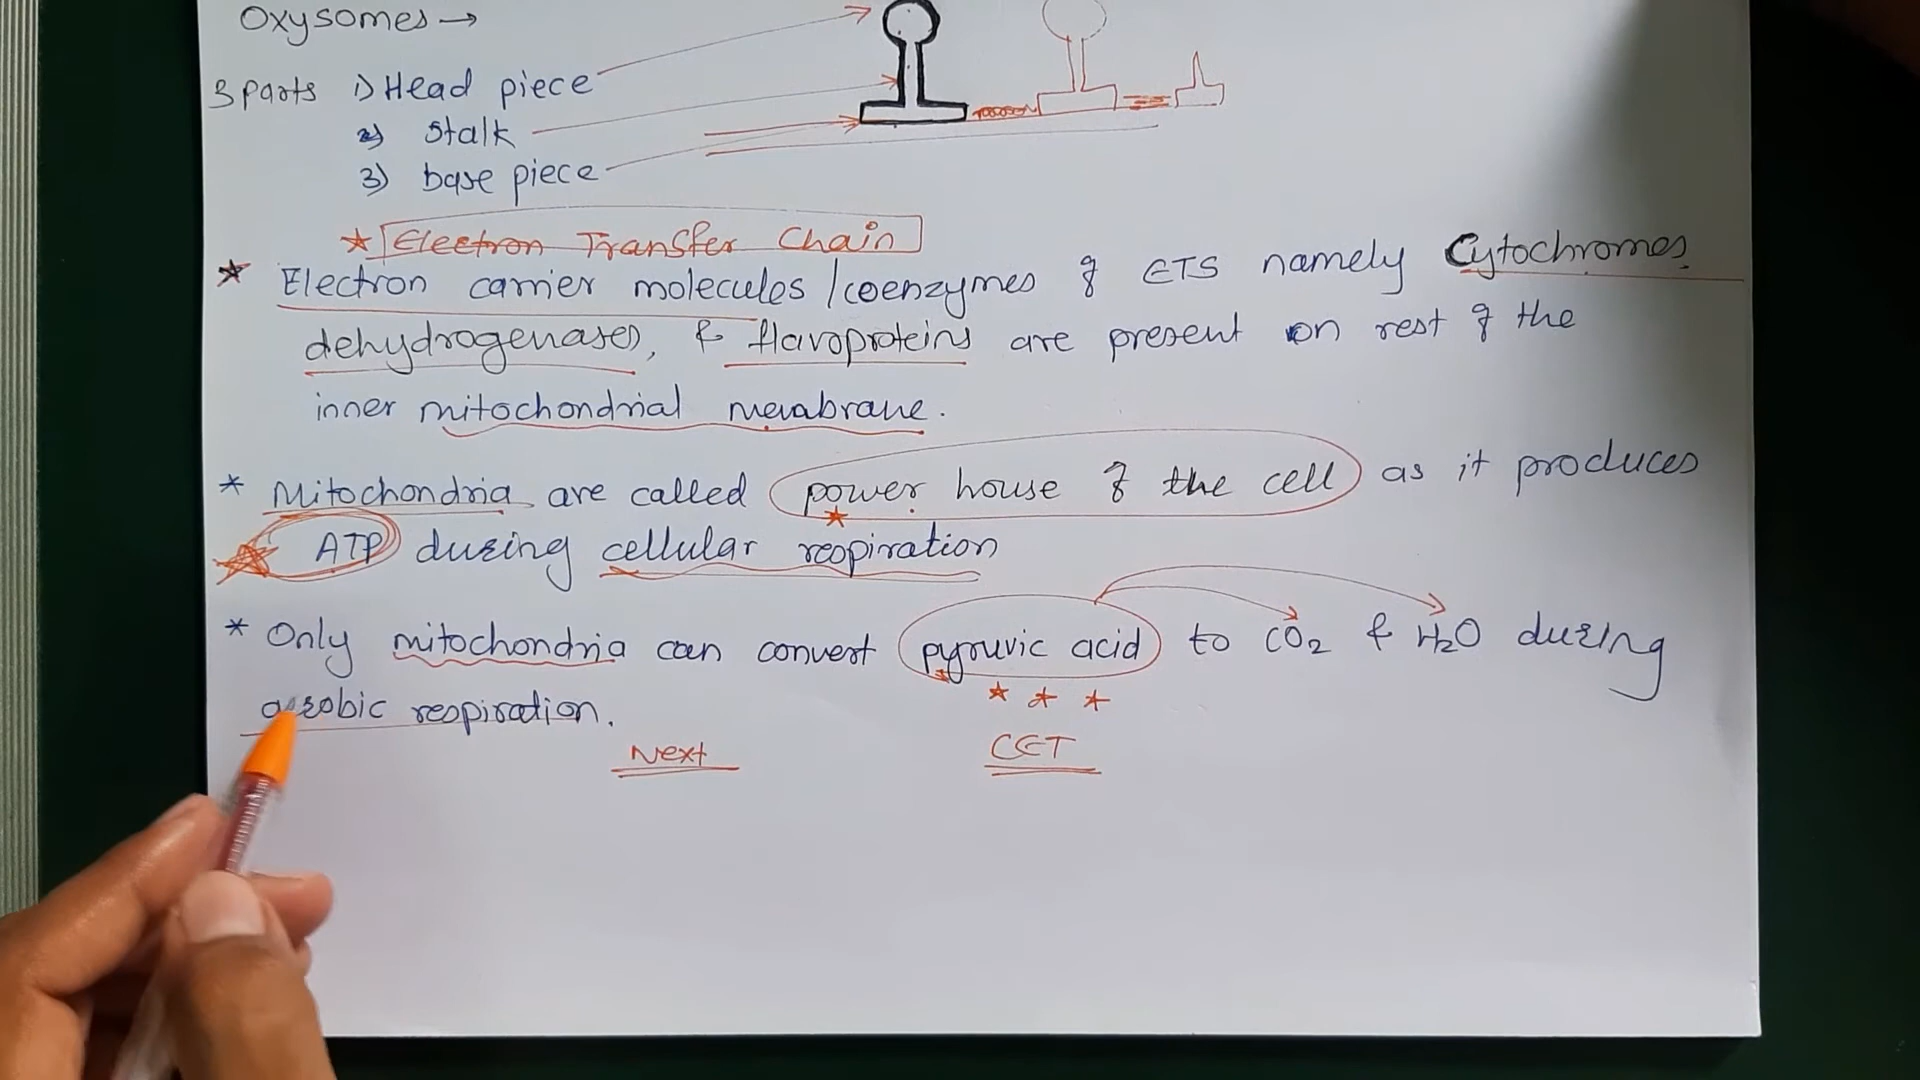 Oxysomes →
3 parts 1) Head piece
2) stalk
3) base piece
* Electron Transfer Chain
* Electron carrier molecules / coenzymes of ETS namely Cytochromes
dehydrogenases, & flavoproteins are present on rest of the
inner mitochondrial membrane.
* Mitochondria are called power house of the cell as it produces
ATP during cellular respiration
* Only mitochondria can convert pyruvic acid to CO₂ & H₂O during
aerobic respiration.
Next CET